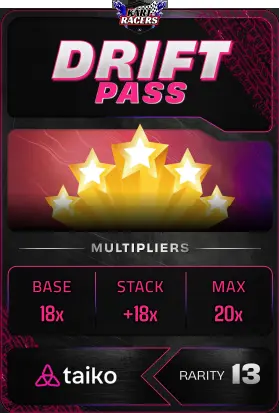 RACERS
DRIFT
PASS
MULTIPLIERS
BASE STACK MAX
18x +18x 20x
taiko RARITY 13